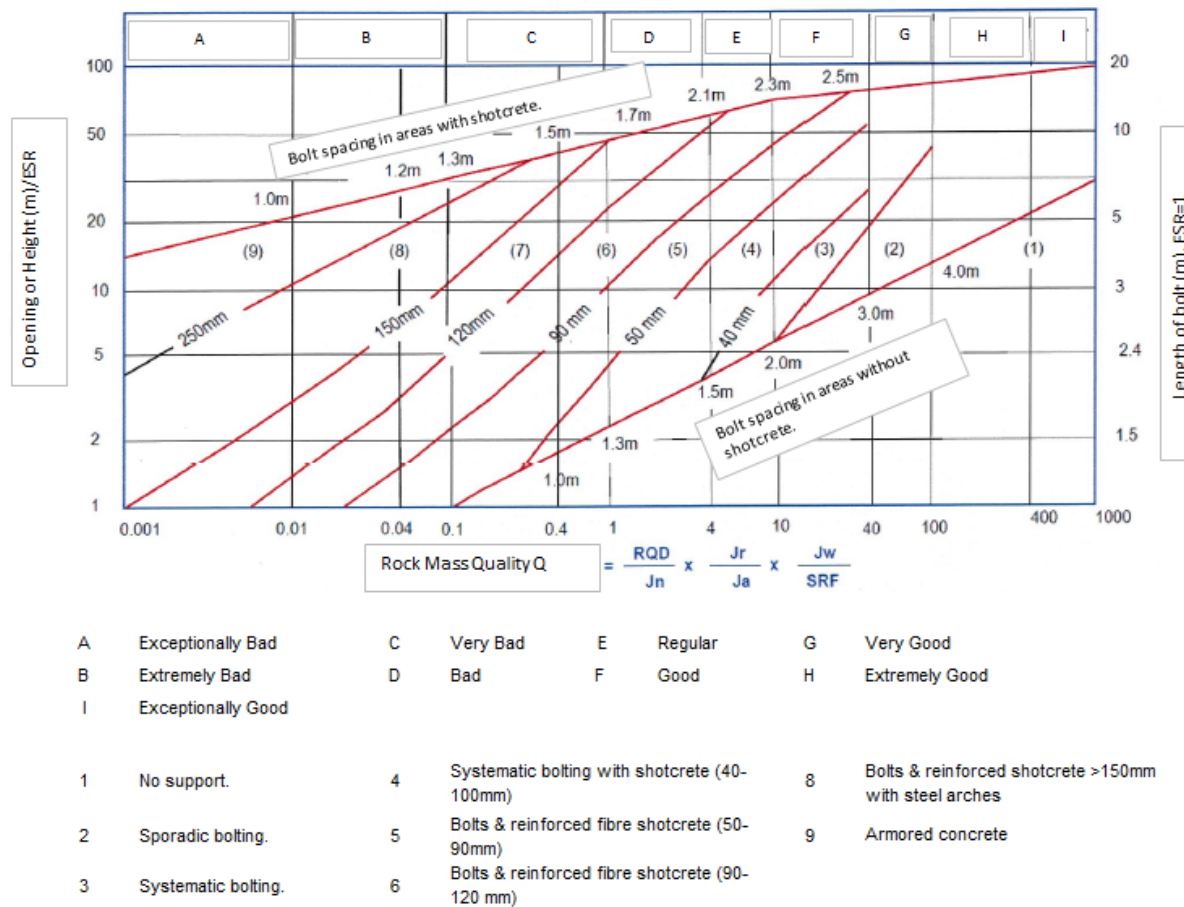 A B C D E F G H I
100 20
2.5m
2.3m
2.1m
1.7m
Bolt spacing in areas with shotcrete.
1.5m
1.3m
1.2m
1.0m
50 10
20 5
(9) (8) (7) (6) (5) (4) (3) (2) (1)
4.0m
10 3
3.0m
250mm 150mm 120mm 90 mm 50 mm 40 mm
5 2.4
2.0m
1.5m
Bolt spacing in areas without
shotcrete.
2 1.5
1.3m
1.0m
1
Opening or Height (m)/ESR
Length of bolt (m), ESR=1
0.001 0.01 0.04 0.1 0.4 1 4 10 40 100 400 1000
Rock Mass Quality Q = RQD/Jn x Jr/Ja x Jw/SRF
A Exceptionally Bad C Very Bad E Regular G Very Good
B Extremely Bad D Bad F Good H Extremely Good
I Exceptionally Good
1 No support. 4 Systematic bolting with shotcrete (40-
100mm) 8 Bolts & reinforced shotcrete >150mm
with steel arches
2 Sporadic bolting. 5 Bolts & reinforced fibre shotcrete (50-
90mm) 9 Armored concrete
3 Systematic bolting. 6 Bolts & reinforced fibre shotcrete (90-
120 mm)